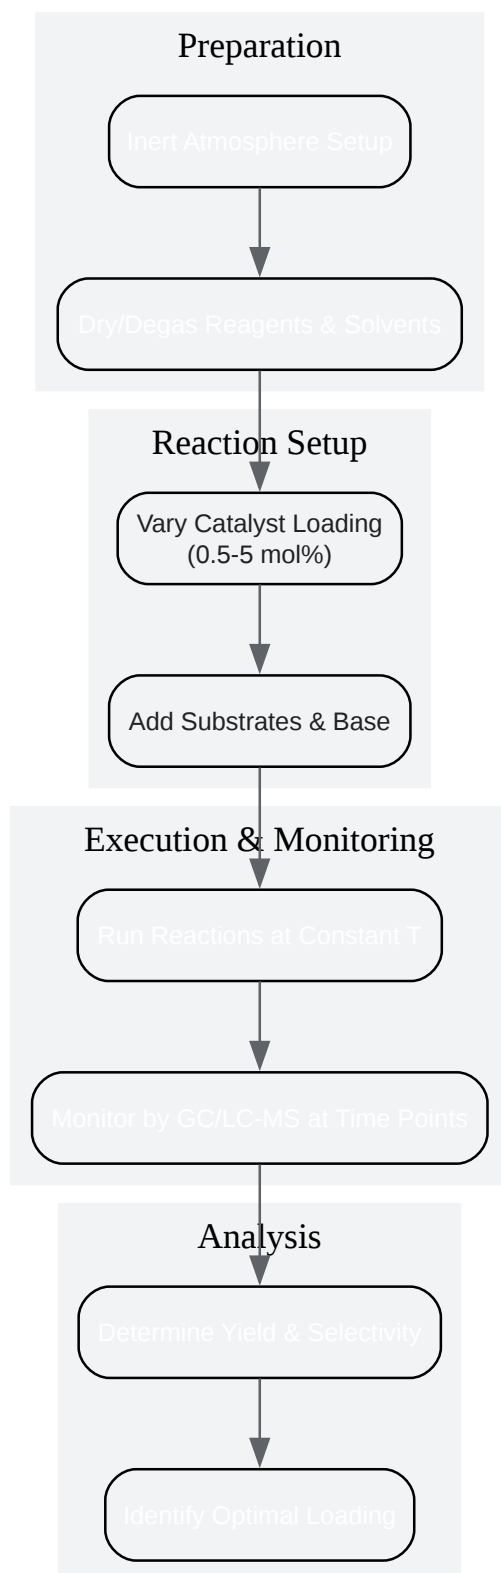 Preparation
Inert Atmosphere Setup
Dry/Degas Reagents & Solvents
Reaction Setup
Vary Catalyst Loading
(0.5-5 mol%)
Add Substrates & Base
Execution & Monitoring
Run Reactions at Constant T
Monitor by GC/LC-MS at Time Points
Analysis
Determine Yield & Selectivity
Identify Optimal Loading